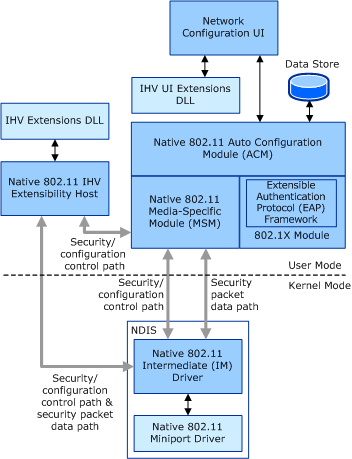 Network
Configuration UI
Data Store
IHV UI Extensions
DLL
IHV Extensions DLL
Native 802.11 Auto Configuration
Module (ACM)
Native 802.11 IHV
Extensibility Host
Native 802.11
Media-Specific
Module (MSM)
Extensible
Authentication
Protocol (EAP)
Framework
802.1X Module
Security/
configuration
control path
User Mode
Kernel Mode
Security/
configuration
control path
Security
packet
data path
NDIS
Native 802.11
Intermediate (IM)
Driver
Security/
configuration
control path &
security packet
data path
Native 802.11
Miniport Driver